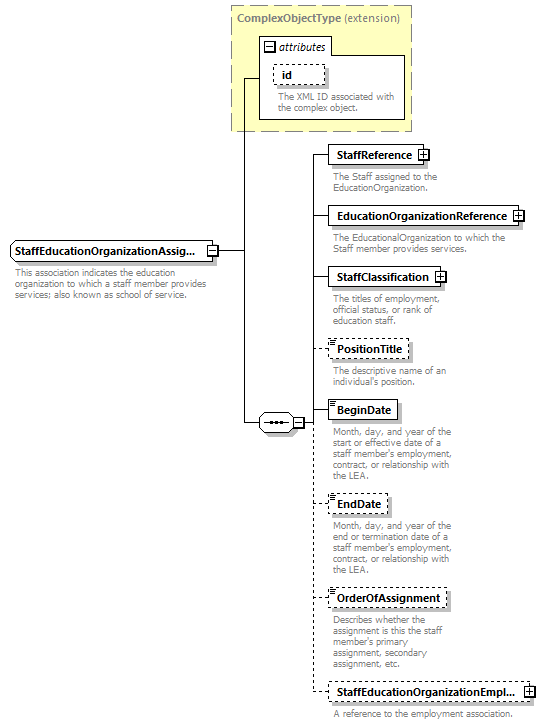 ComplexObjectType (extension)
attributes
id
The XML ID associated with
the complex object.
StaffReference
The Staff assigned to the
EducationOrganization.
EducationOrganizationReference
The EducationalOrganization to which the
Staff member provides services.
StaffEducationOrganizationAssig...
This association indicates the education
organization to which a staff member provides
services; also known as school of service.
StaffClassification
The titles of employment,
official status, or rank of
education staff.
PositionTitle
The descriptive name of an
individual's position.
BeginDate
Month, day, and year of the
start or effective date of a
staff member's employment,
contract, or relationship with
the LEA.
EndDate
Month, day, and year of the
end or termination date of a
staff member's employment,
contract, or relationship with
the LEA.
OrderOfAssignment
Describes whether the
assignment is this the staff
member's primary
assignment, secondary
assignment, etc.
StaffEducationOrganizationEmpl...
A reference to the employment association.